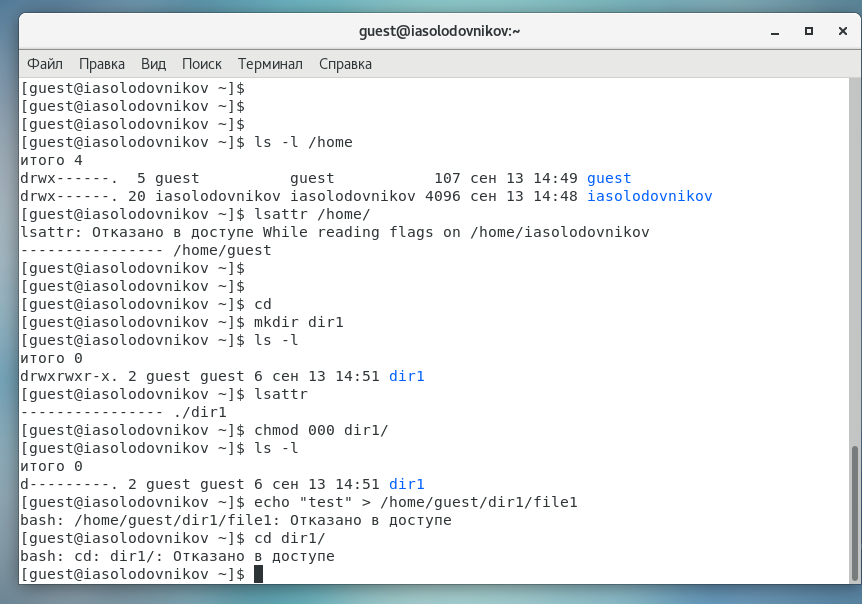 guest@iasolodovnikov:~
Файл Правка Вид Поиск Терминал Справка
[guest@iasolodovnikov ~]$
[guest@iasolodovnikov ~]$
[guest@iasolodovnikov ~]$
[guest@iasolodovnikov ~]$ ls -l /home
итого 4
drwx------.  5 guest          guest           107 сен 13 14:49 guest
drwx------. 20 iasolodovnikov iasolodovnikov 4096 сен 13 14:48 iasolodovnikov
[guest@iasolodovnikov ~]$ lsattr /home/
lsattr: Отказано в доступе While reading flags on /home/iasolodovnikov
---------------- /home/guest
[guest@iasolodovnikov ~]$
[guest@iasolodovnikov ~]$
[guest@iasolodovnikov ~]$ cd
[guest@iasolodovnikov ~]$ mkdir dir1
[guest@iasolodovnikov ~]$ ls -l
итого 0
drwxrwxr-x. 2 guest guest 6 сен 13 14:51 dir1
[guest@iasolodovnikov ~]$ lsattr
---------------- ./dir1
[guest@iasolodovnikov ~]$ chmod 000 dir1/
[guest@iasolodovnikov ~]$ ls -l
итого 0
d---------. 2 guest guest 6 сен 13 14:51 dir1
[guest@iasolodovnikov ~]$ echo "test" > /home/guest/dir1/file1
bash: /home/guest/dir1/file1: Отказано в доступе
[guest@iasolodovnikov ~]$ cd dir1/
bash: cd: dir1/: Отказано в доступе
[guest@iasolodovnikov ~]$